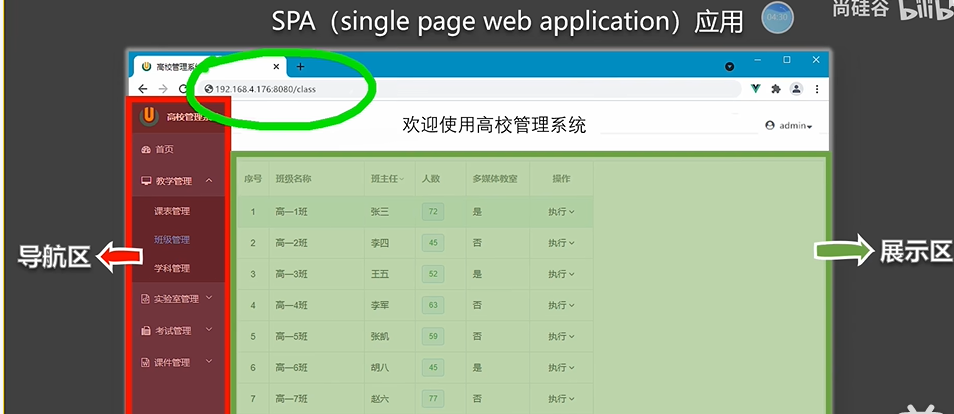 SPA（single page web application）应用
04:30
尚硅谷
bilib
高校管理系
192.168.4.176:8080/class
高校管理系
欢迎使用高校管理系统
admin
首页
教学管理
课表管理
班级管理
学科管理
实验室管理
考试管理
课件管理
导航区
展示区
序号 班级名称 班主任 人数 多媒体教室 操作
1 高一1班 张三 72 是 执行
2 高一2班 李四 45 否 执行
3 高一3班 王五 52 是 执行
4 高一4班 李军 63 否 执行
5 高一5班 张凯 59 否 执行
6 高一6班 胡八 45 是 执行
7 高一7班 赵六 77 否 执行